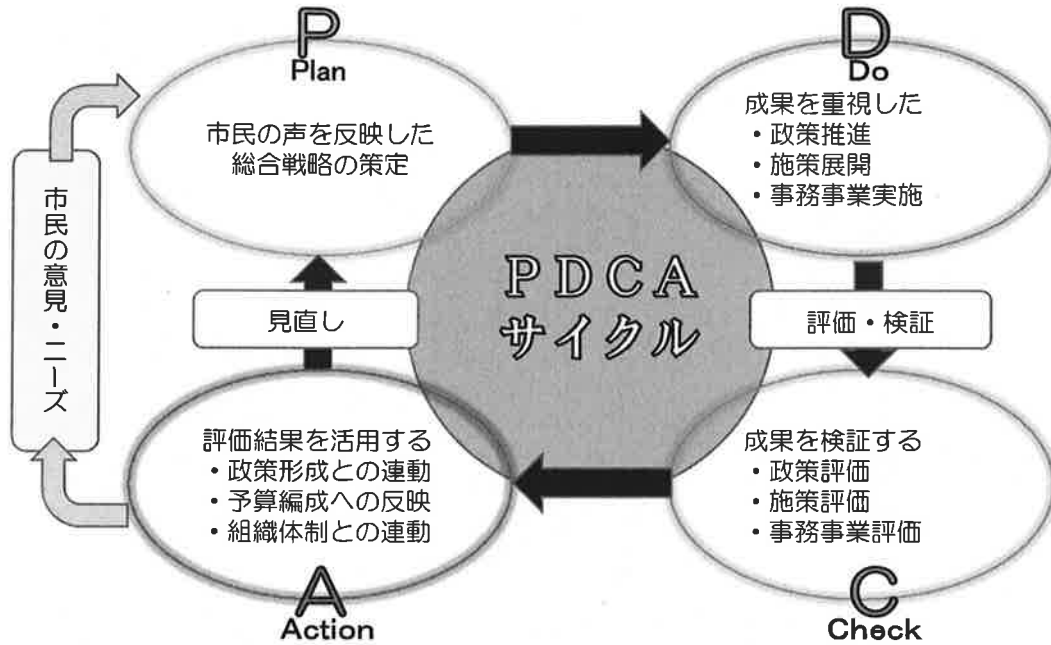 P
Plan
市民の声を反映した
総合戦略の策定
D
Do
成果を重視した
・政策推進
・施策展開
・事務事業実施
市民の意見・ニーズ
PDCA
サイクル
見直し
評価・検証
評価結果を活用する
・政策形成との連動
・予算編成への反映
・組織体制との連動
A
Action
成果を検証する
・政策評価
・施策評価
・事務事業評価
C
Check